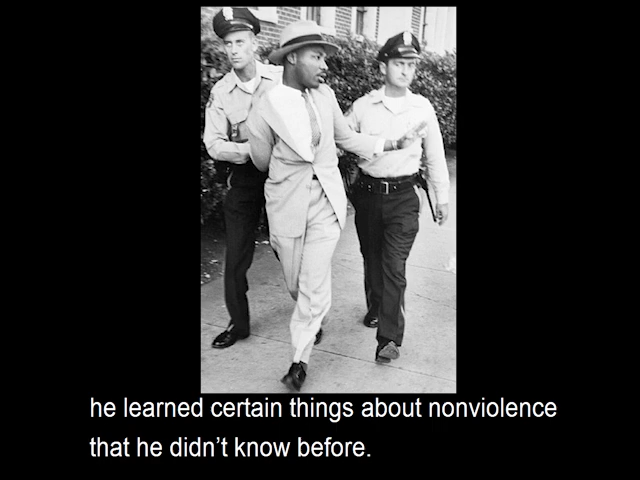 he learned certain things about nonviolence
that he didn't know before.